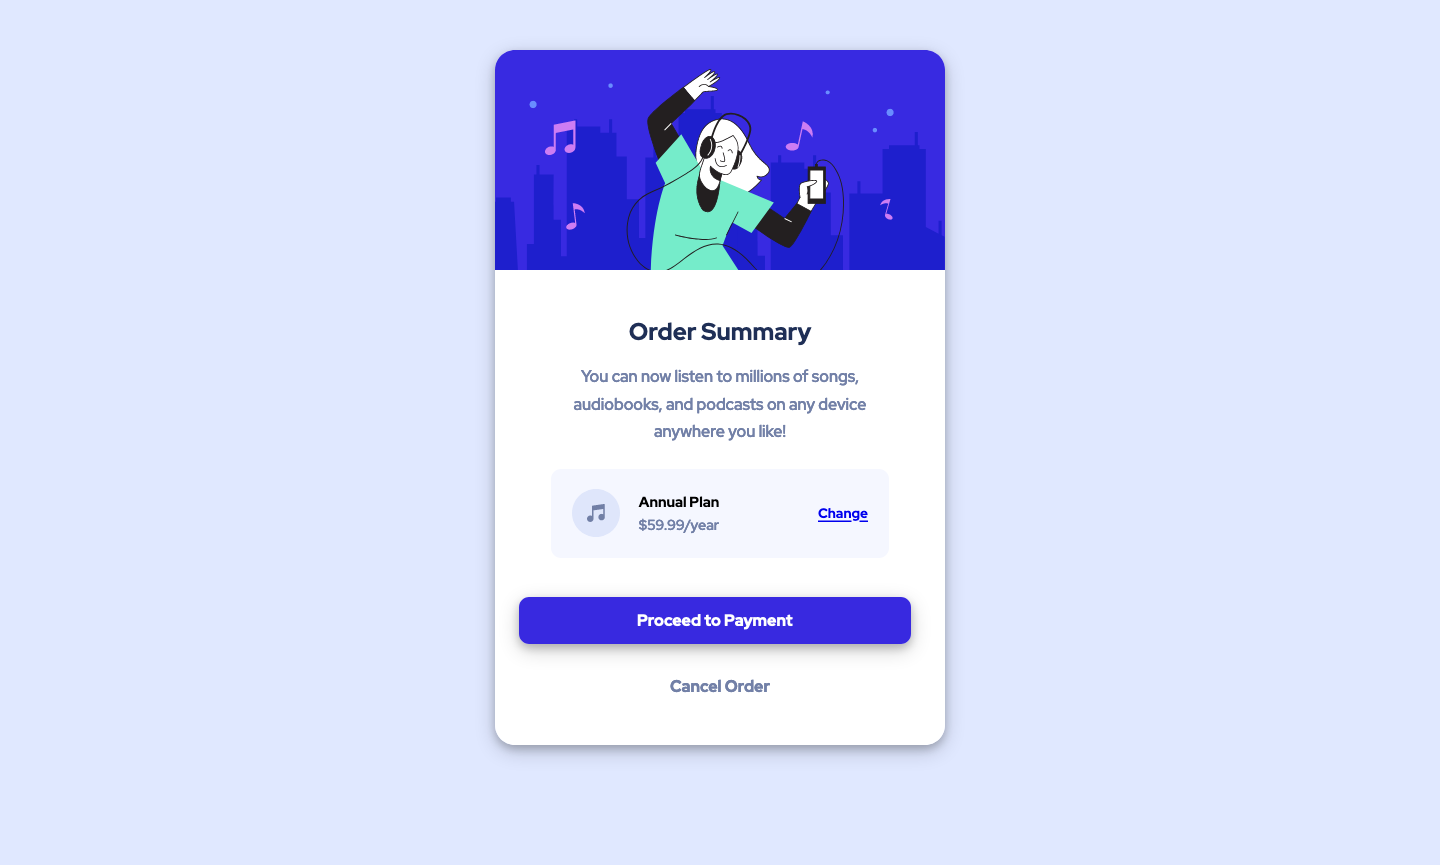 Order Summary
You can now listen to millions of songs,
audiobooks, and podcasts on any device
anywhere you like!
Annual Plan
$59.99/year
Change
Proceed to Payment
Cancel Order